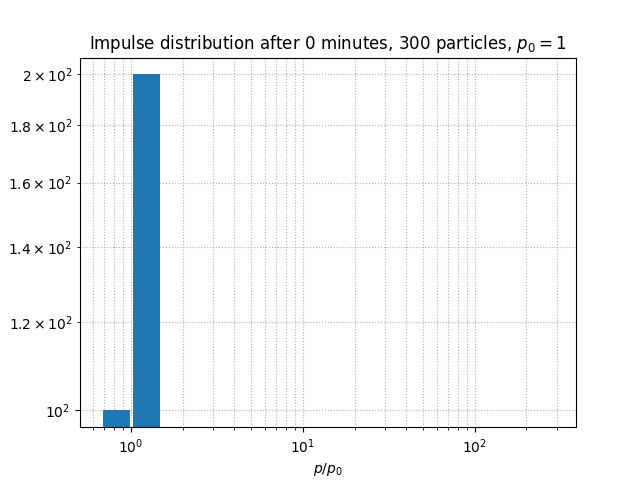 Impulse distribution after 0 minutes, 300 particles, $p_0 = 1$
2 × 10²
1.8 × 10²
1.6 × 10²
1.4 × 10²
1.2 × 10²
10²
10⁰ 10¹ 10²
p/p₀